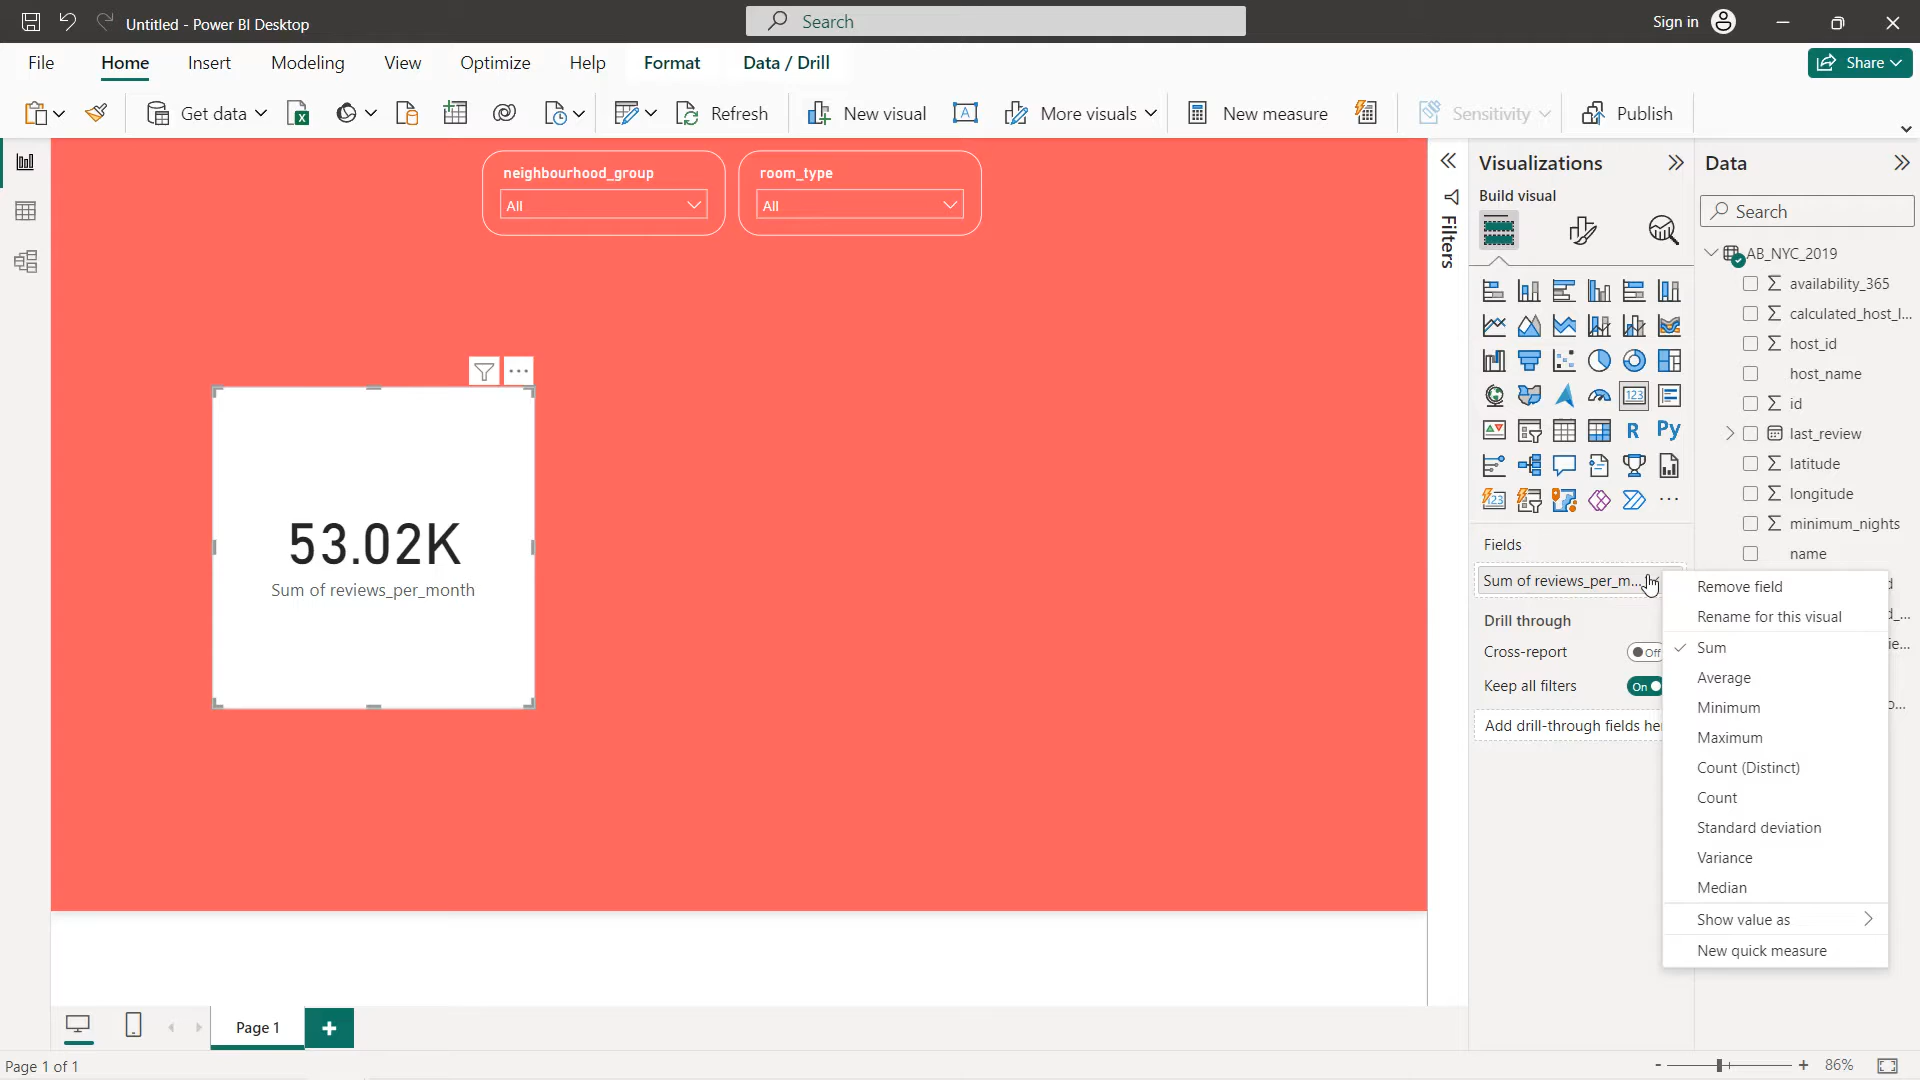 Untitled - Power BI Desktop
Search
Sign in
File
Home
Insert
Modeling
View
Optimize
Help
Format
Data / Drill
Share
Get data
Refresh
New visual
More visuals
New measure
Sensitivity
Publish
neighbourhood_group
All
room_type
All
53.02K
Sum of reviews_per_month
Filters
Visualizations
Build visual
123
R
Py
123
Fields
Sum of reviews_per_m...
Drill through
Cross-report
Off
Keep all filters
On
Add drill-through fields her
Data
Search
AB_NYC_2019
availability_365
calculated_host_l...
host_id
host_name
id
last_review
latitude
longitude
minimum_nights
name
Remove field
Rename for this visual
Sum
Average
Minimum
Maximum
Count (Distinct)
Count
Standard deviation
Variance
Median
Show value as
New quick measure
Page 1
Page 1 of 1
86%